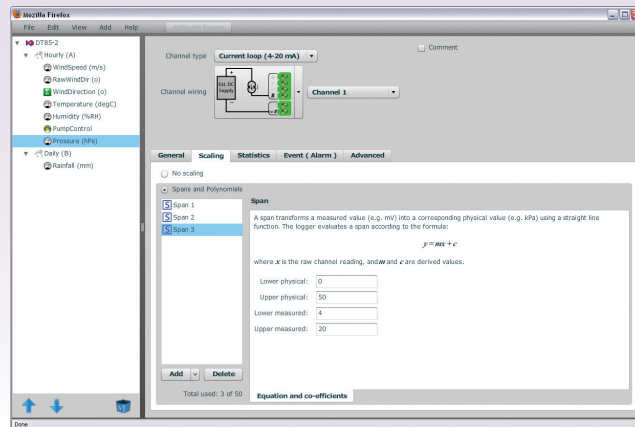 Mozilla Firefox
File Edit View Add Help
DT85-2
Hourly (A)
WindSpeed (m/s)
RawWindDir (o)
WindDirection (o)
Temperature (degC)
Humidity (%RH)
PumpControl
Pressure (hPa)
Daily (B)
Rainfall (mm)
Channel type Current loop (4-20 mA)
Comment
Channel wiring
Ext. DC
Supply
Channel 1
General Scaling Statistics Event ( Alarm ) Advanced
No scaling
Spans and Polynomials
Span 1
Span 2
Span 3
Add Delete
Total used: 3 of 50
Span
A span transforms a measured value (e.g. mV) into a corresponding physical value (e.g. kPa) using a straight line
function. The logger evaluates a span according to the formula:
y=mx+c
where x is the raw channel reading, and m and c are derived values.
Lower physical: 0
Upper physical: 50
Lower measured: 4
Upper measured: 20
Equation and co-efficients
Done